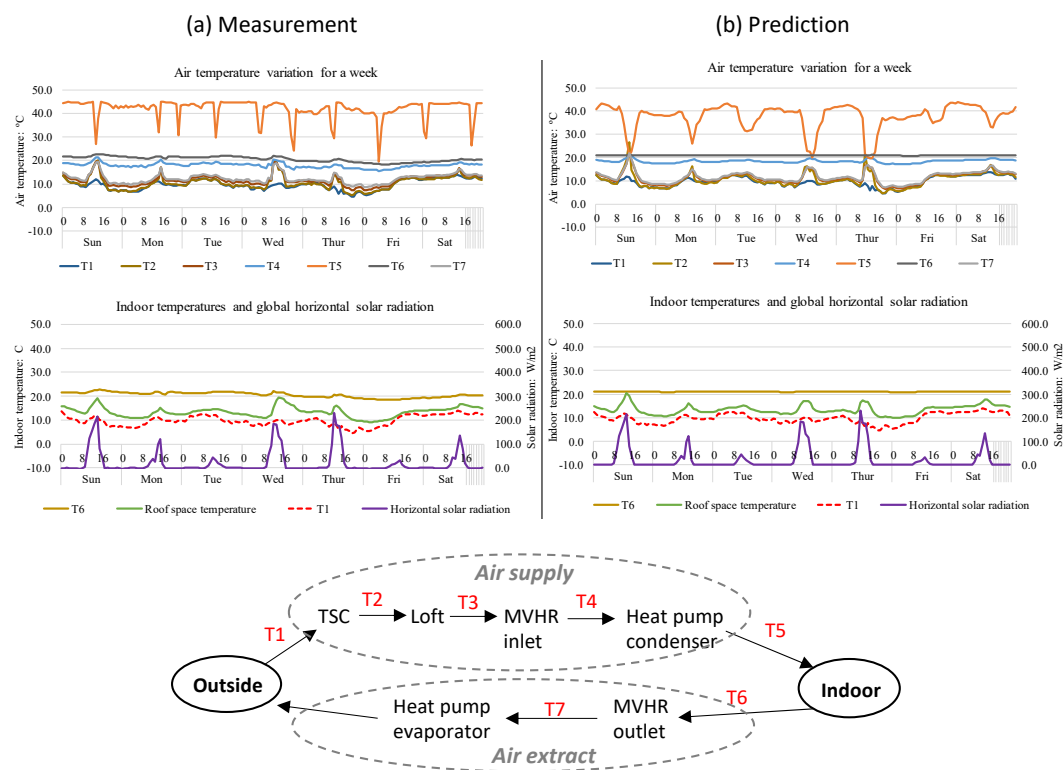 (a) Measurement
(b) Prediction
Air temperature variation for a week
50.0
40.0
30.0
20.0
10.0
0.0
-10.0
Air temperature: °C
0 8 16 0 8 16 0 8 16 0 8 16 0 8 16 0 8 16 0 8 16
Sun Mon Tue Wed Thur Fri Sat
T1 T2 T3 T4 T5 T6 T7
Air temperature variation for a week
50.0
40.0
30.0
20.0
10.0
0.0
-10.0
Air temperature: °C
0 8 16 0 8 16 0 8 16 0 8 16 0 8 16 0 8 16 0 8 16
Sun Mon Tue Wed Thur Fri Sat
T1 T2 T3 T4 T5 T6 T7
Indoor temperatures and global horizontal solar radiation
50.0
40.0
30.0
20.0
10.0
0.0
-10.0
Indoor temperature: C
600.0
500.0
400.0
300.0
200.0
100.0
0.0
Solar radiation: W/m2
0 8 16 0 8 16 0 8 16 0 8 16 0 8 16 0 8 16 0 8 16
Sun Mon Tue Wed Thur Fri Sat
T6 Roof space temperature T1 Horizontal solar radiation
Indoor temperatures and global horizontal solar radiation
50.0
40.0
30.0
20.0
10.0
0.0
-10.0
Indoor temperature: C
600.0
500.0
400.0
300.0
200.0
100.0
0.0
Solar radiation: W/m2
0 8 16 0 8 16 0 8 16 0 8 16 0 8 16 0 8 16 0 8 16
Sun Mon Tue Wed Thur Fri Sat
T6 Roof space temperature T1 Horizontal solar radiation
Air supply
T1
TSC
T2
Loft
T3
MVHR
inlet
T4
Heat pump
condenser
T5
Outside
Indoor
T6
MVHR
outlet
T7
Heat pump
evaporator
Air extract